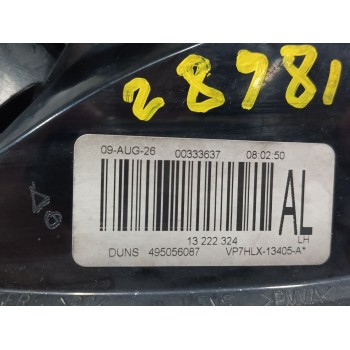 28781
09-AUG-26 00333637 08:02:50
AL
13 222 324 LH
DUNS 495056087 VP7HLX-13405-A*